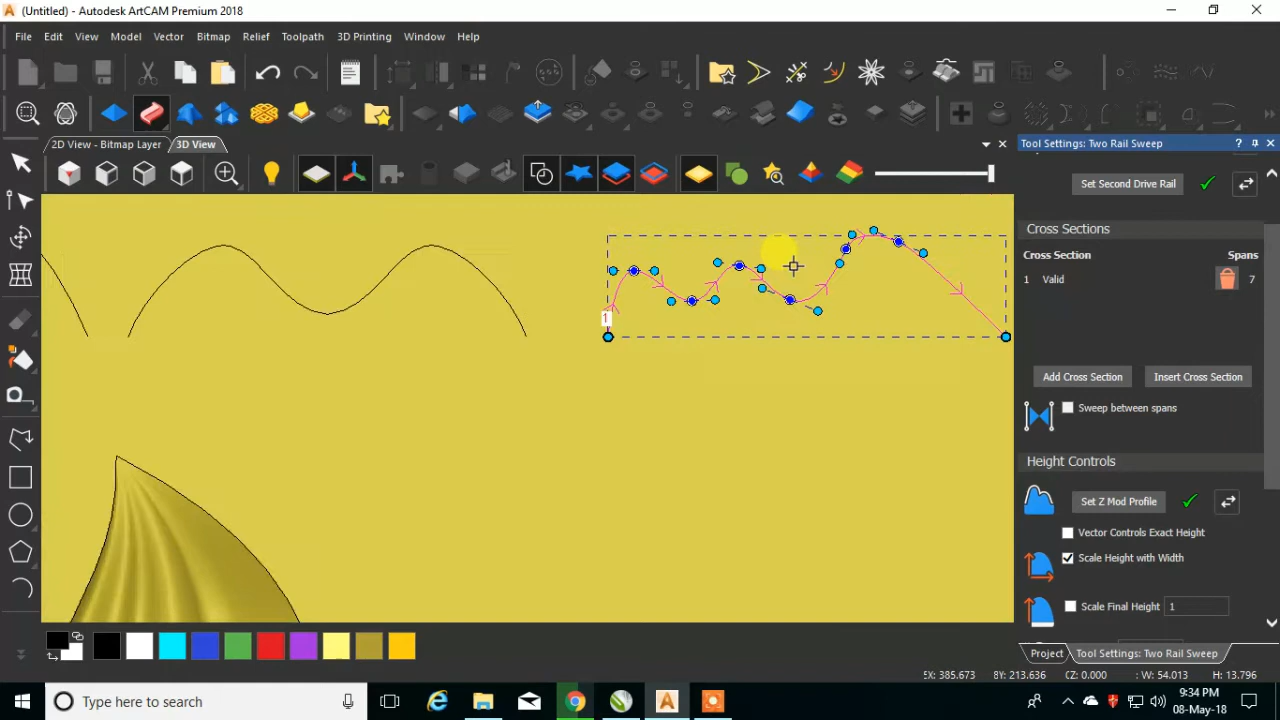 (Untitled) - Autodesk ArtCAM Premium 2018
File Edit View Model Vector Bitmap Relief Toolpath 3D Printing Window Help
2D View - Bitmap Layer 3D View
Tool Settings: Two Rail Sweep
Set Second Drive Rail
Cross Sections
Cross Section Spans
1 Valid 7
Add Cross Section Insert Cross Section
Sweep between spans
Height Controls
Set Z Mod Profile
Vector Controls Exact Height
Scale Height with Width
Scale Final Height 1
1
Project Tool Settings: Two Rail Sweep
X: 385.673 Y: 213.636 Z: 0.000 : W: 54.013 H: 13.796
Type here to search
9:34 PM
08-May-18